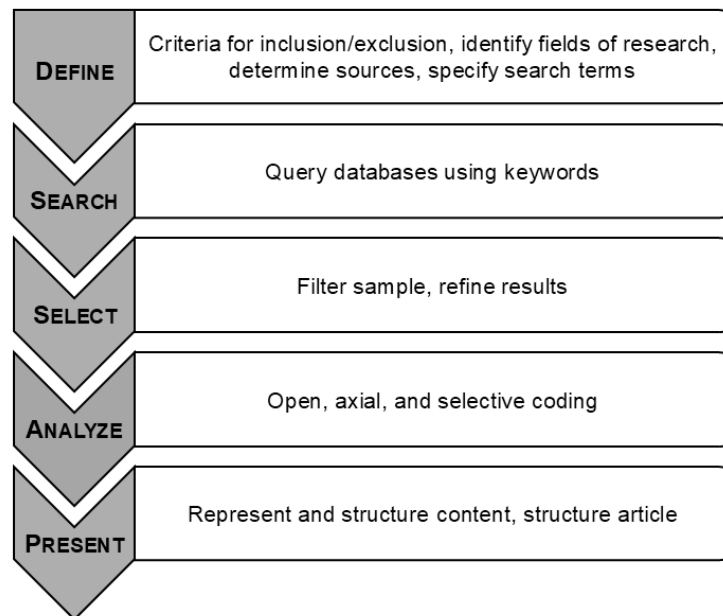 DEFINE
Criteria for inclusion/exclusion, identify fields of research,
determine sources, specify search terms
SEARCH
Query databases using keywords
SELECT
Filter sample, refine results
ANALYZE
Open, axial, and selective coding
PRESENT
Represent and structure content, structure article